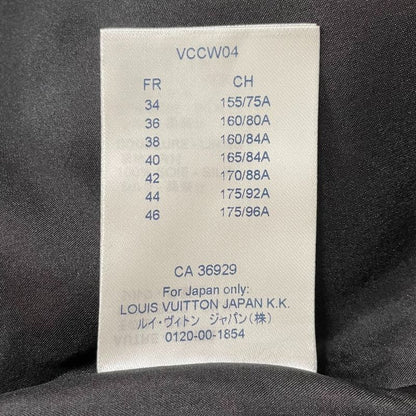 VCCW04
FR CH
34 155/75A
36 160/80A
38 160/84A
40 165/84A
42 170/88A
44 175/92A
46 175/96A
CA 36929
For Japan only:
LOUIS VUITTON JAPAN K.K.
ルイ・ヴィトン ジャパン(株)
0120-00-1854